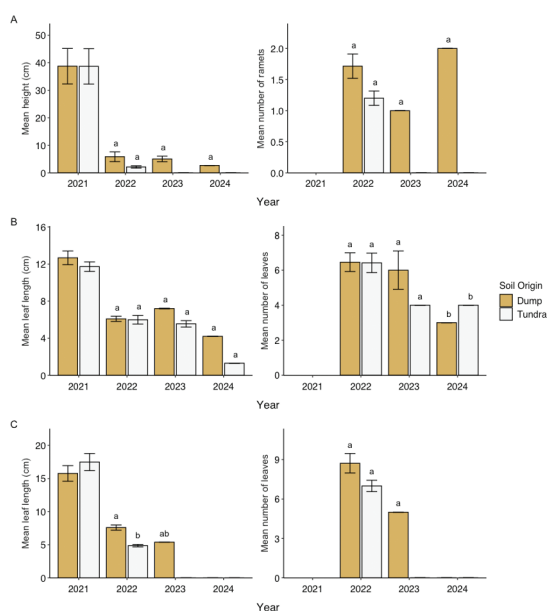 A
Mean height (cm)
50
40
30
20
10
0
a
a
a
a
2021
2022
2023
2024
Mean number of ramets
2.0
1.5
1.0
0.5
0.0
a
a
a
a
2021
2022
2023
2024
Year
B
Mean leaf length (cm)
16
12
8
4
0
a
a
a
a
a
a
2021
2022
2023
2024
Mean number of leaves
8
6
4
2
0
a
a
a
a
b
b
2021
2022
2023
2024
Year
Soil Origin
Dump
Tundra
C
Mean leaf length (cm)
20
15
10
5
0
a
b
ab
2021
2022
2023
2024
Mean number of leaves
9
6
3
0
a
a
a
2021
2022
2023
2024
Year